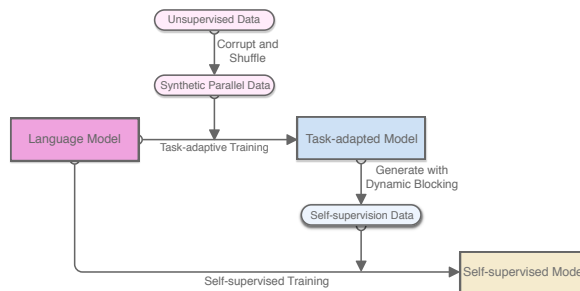 Unsupervised Data
Corrupt and
Shuffle
Synthetic Parallel Data
Language Model
Task-adaptive Training
Task-adapted Model
Generate with
Dynamic Blocking
Self-supervision Data
Self-supervised Training
Self-supervised Model